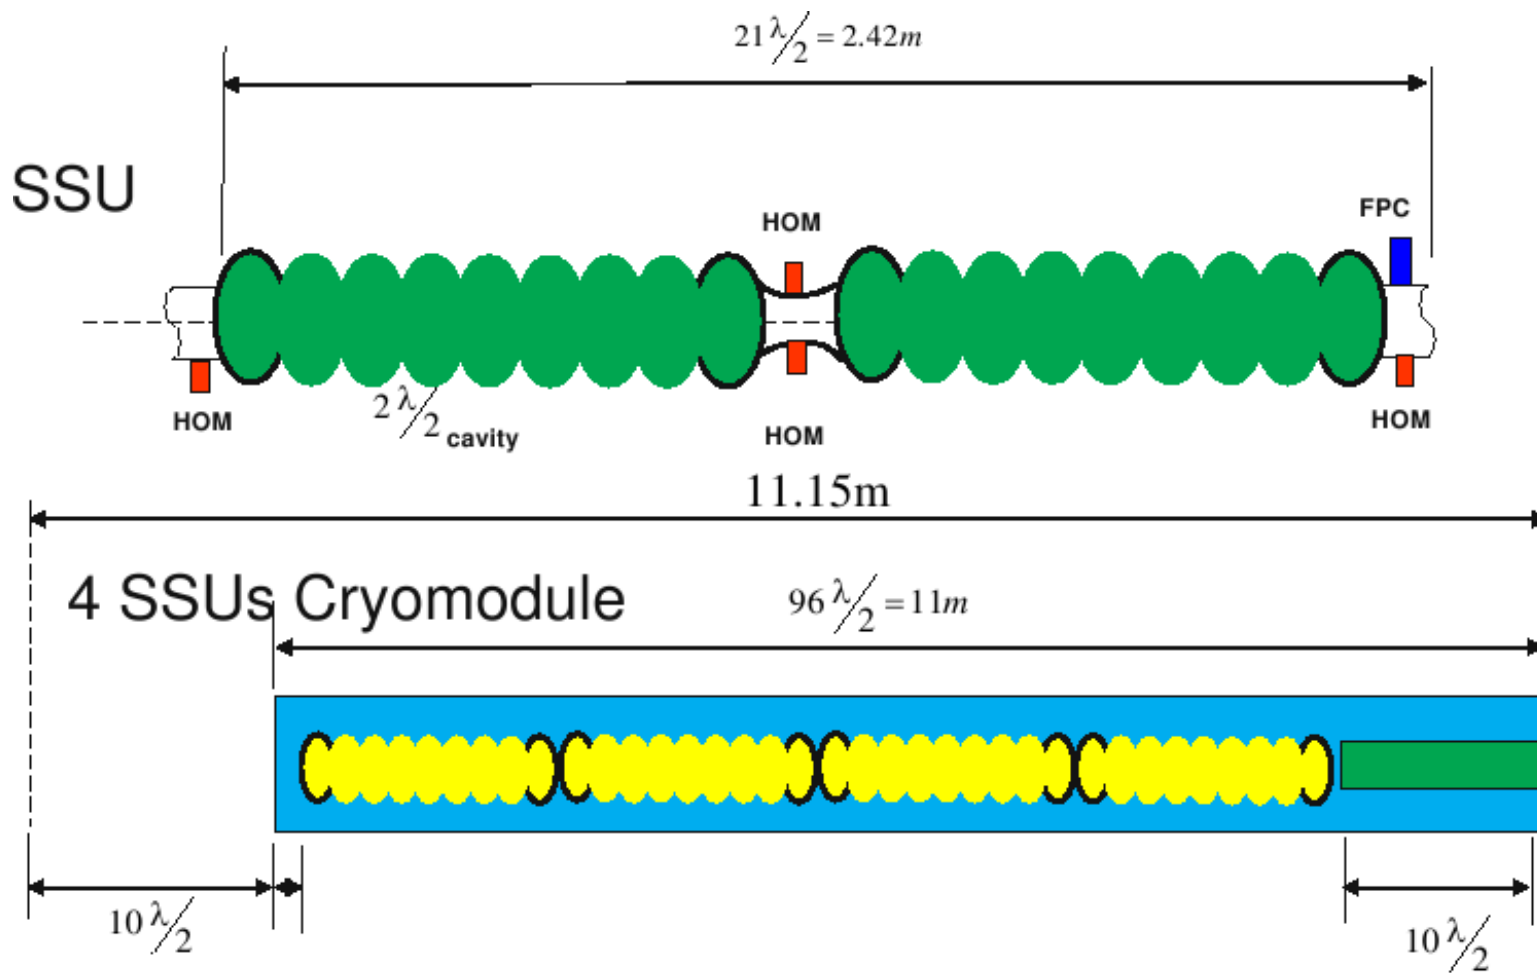 21 λ/2 = 2.42m
SSU
HOM
FPC
HOM
2 λ/2 cavity
HOM
HOM
11.15m
4 SSUs Cryomodule
96 λ/2 = 11m
10 λ/2
10 λ/2